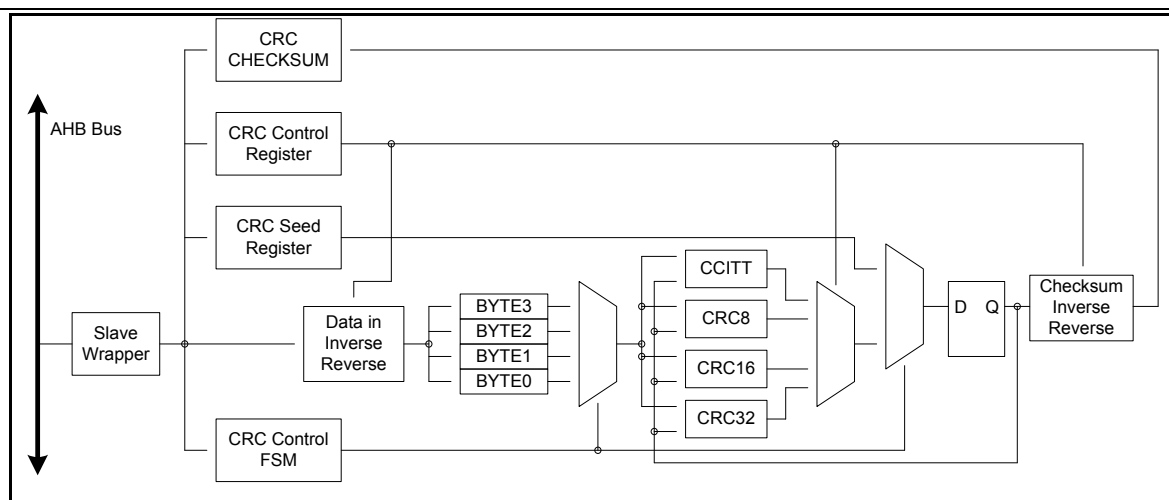 CRC
CHECKSUM
AHB Bus
CRC Control
Register
CRC Seed
Register
Slave
Wrapper
Data in
Inverse
Reverse
BYTE3
BYTE2
BYTE1
BYTE0
CCITT
CRC8
CRC16
CRC32
D Q
Checksum
Inverse
Reverse
CRC Control
FSM